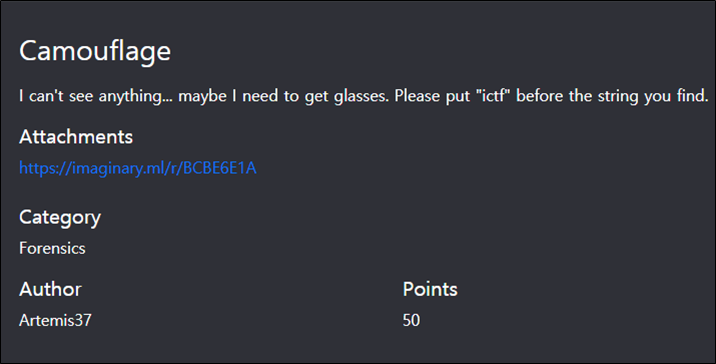 Camouflage
I can't see anything... maybe I need to get glasses. Please put "ictf" before the string you find.
Attachments
https://imaginary.ml/r/BCBE6E1A
Category
Forensics
Author
Points
Artemis37
50